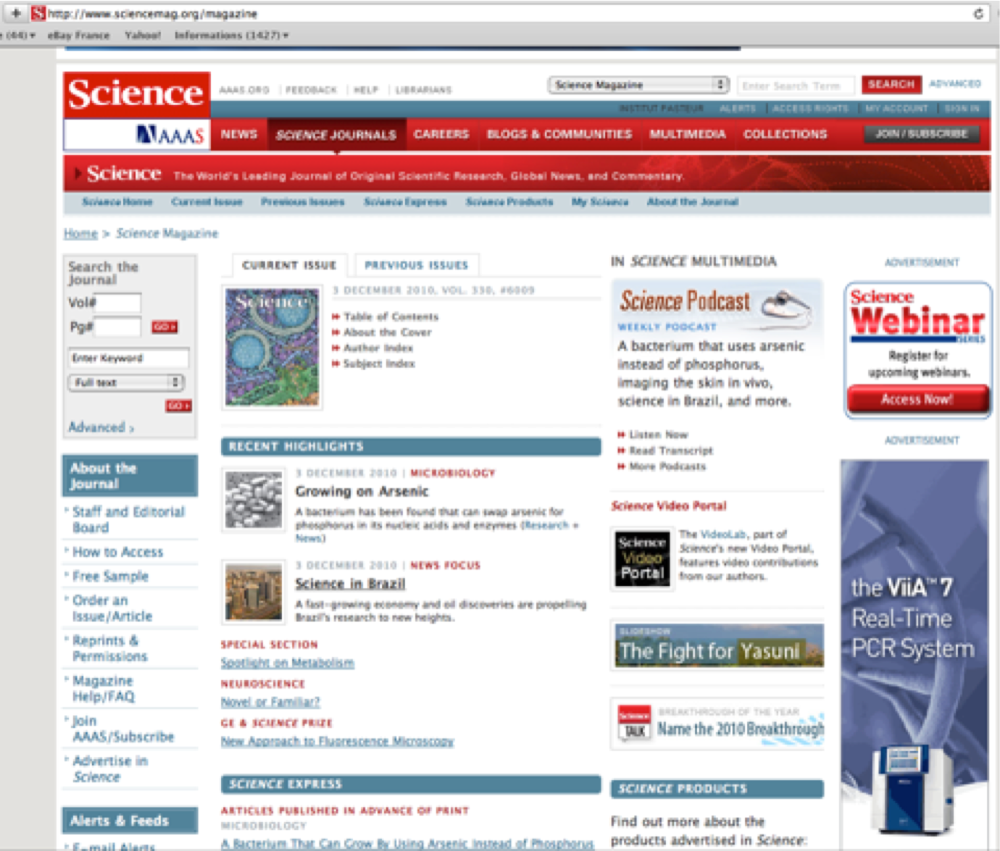 http://www.sciencemag.org/magazine
(44) eBay France Yahoo! Informations (1427)
Science
AAAS.ORG | FEEDBACK | HELP | LIBRARIANS
Science Magazine
Enter Search Term
SEARCH
ADVANCED
INSTITUT PASTEUR ALERTS | ACCESS RIGHTS | MY ACCOUNT | SIGN IN
AAAS
NEWS SCIENCE JOURNALS CAREERS BLOGS & COMMUNITIES MULTIMEDIA COLLECTIONS
JOIN / SUBSCRIBE
Science The World's Leading Journal of Original Scientific Research, Global News, and Commentary.
Science Home Current Issue Previous Issues Science Express Science Products My Science About the Journal
Home > Science Magazine
Search the
Journal
Vol#
Pg#
GO
Enter Keyword
Full text
GO
Advanced >
About the
Journal
Staff and Editorial
Board
How to Access
Free Sample
Order an
Issue/Article
Reprints &
Permissions
Magazine
Help/FAQ
Join
AAAS/Subscribe
Advertise in
Science
Alerts & Feeds
E-mail Alerts
CURRENT ISSUE
PREVIOUS ISSUES
Science
3 DECEMBER 2010, VOL. 330, #6009
Table of Contents
About the Cover
Author Index
Subject Index
RECENT HIGHLIGHTS
3 DECEMBER 2010 | MICROBIOLOGY
Growing on Arsenic
A bacterium has been found that can swap arsenic for
phosphorus in its nucleic acids and enzymes (Research +
News)
3 DECEMBER 2010 | NEWS FOCUS
Science in Brazil
A fast-growing economy and oil discoveries are propelling
Brazil's research to new heights.
SPECIAL SECTION
Spotlight on Metabolism
NEUROSCIENCE
Novel or Familiar?
GE & SCIENCE PRIZE
New Approach to Fluorescence Microscopy
SCIENCE EXPRESS
ARTICLES PUBLISHED IN ADVANCE OF PRINT
MICROBIOLOGY
A Bacterium That Can Grow By Using Arsenic Instead of Phosphorus
IN SCIENCE MULTIMEDIA
Science Podcast
WEEKLY PODCAST
A bacterium that uses arsenic
instead of phosphorus,
imaging the skin in vivo,
science in Brazil, and more.
Listen Now
Read Transcript
More Podcasts
Science Video Portal
Science
Video
Portal
The VideoLab, part of
Science's new Video Portal,
features video contributions
from our authors.
SLIDESHOW
The Fight for Yasuni
Science
TALK
BREAKTHROUGH OF THE YEAR
Name the 2010 Breakthrough
SCIENCE PRODUCTS
Find out more about the
products advertised in Science:
ADVERTISEMENT
Science
Webinar
SERIES
Register for
upcoming webinars.
Access Now!
ADVERTISEMENT
the ViiA™ 7
Real-Time
PCR System